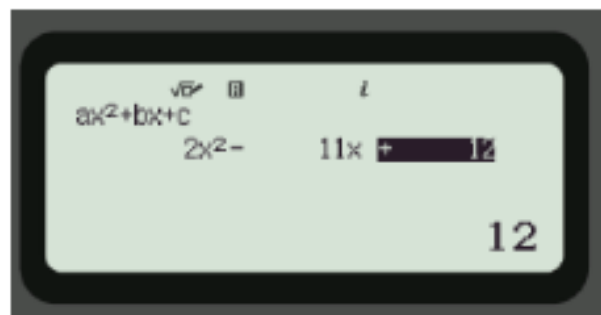 √▱ i
ax²+bx+c
2x²- 11x + 12
12